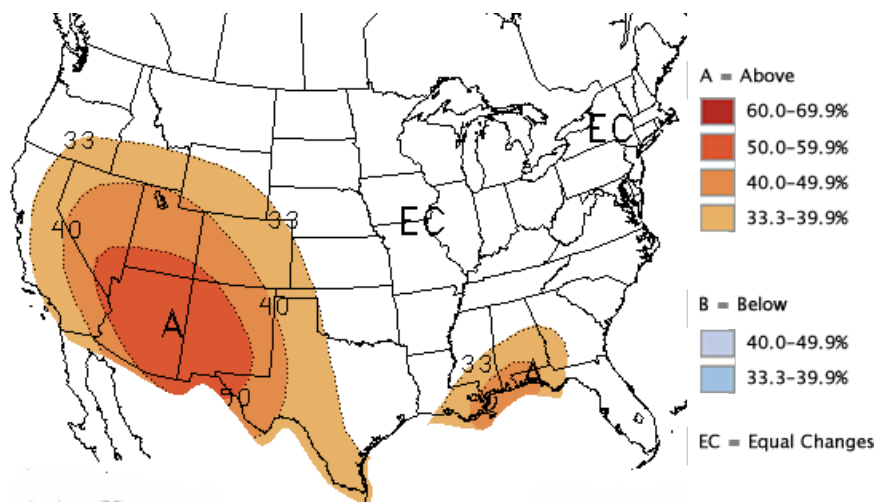 33
EC
A = Above
60.0–69.9%
50.0–59.9%
40.0–49.9%
33.3–39.9%
40
33
EC
40
A
50
33
A
B = Below
40.0–49.9%
33.3–39.9%
EC = Equal Changes